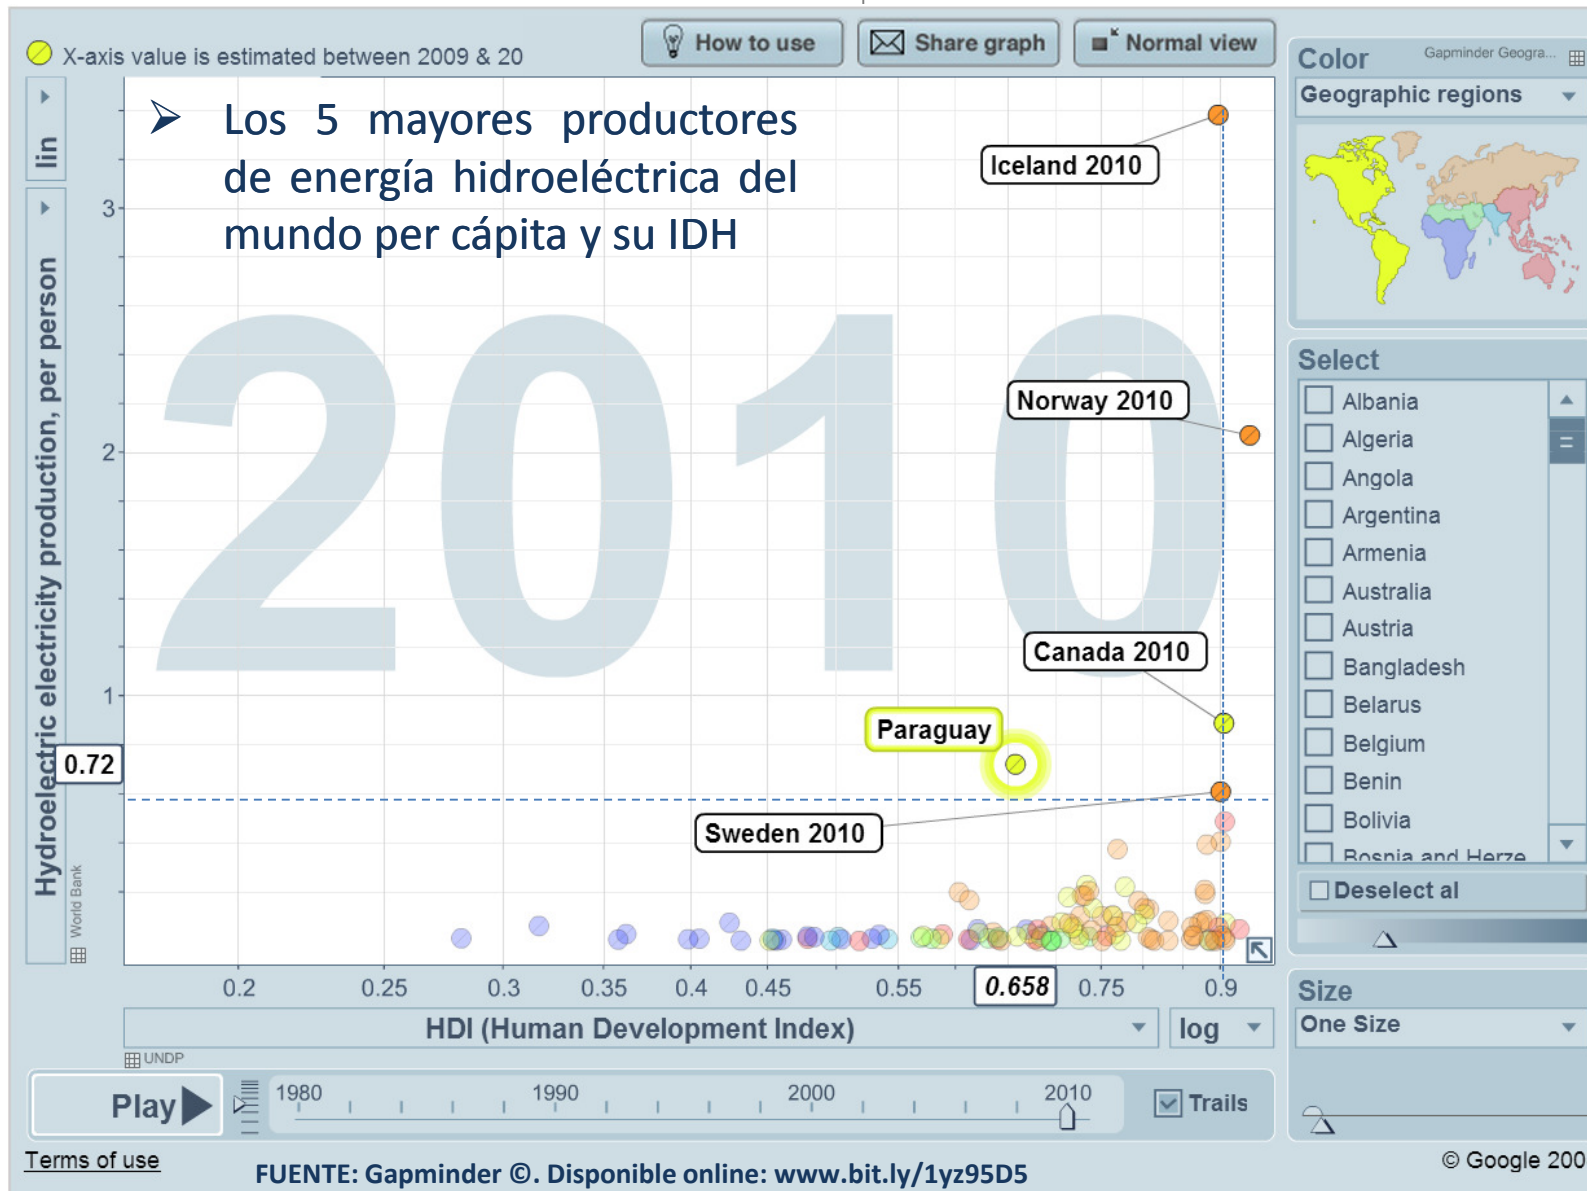 X-axis value is estimated between 2009 & 20
How to use
Share graph
Normal view
➢ Los 5 mayores productores
de energía hidroeléctrica del
mundo per cápita y su IDH
lin
Hydroelectric electricity production, per person
World Bank
3
2
1
0.72
Iceland 2010
Norway 2010
Canada 2010
Paraguay
Sweden 2010
2010
0.2
0.25
0.3
0.35
0.4
0.45
0.55
0.658
0.75
0.9
HDI (Human Development Index)
log
UNDP
Play
1980
1990
2000
2010
Trails
Color
Gapminder Geogra...
Geographic regions
Select
Albania
Algeria
Angola
Argentina
Armenia
Australia
Austria
Bangladesh
Belarus
Belgium
Benin
Bolivia
Bosnia and Herze
Deselect al
Size
One Size
Terms of use
FUENTE: Gapminder ©. Disponible online: www.bit.ly/1yz95D5
© Google 200